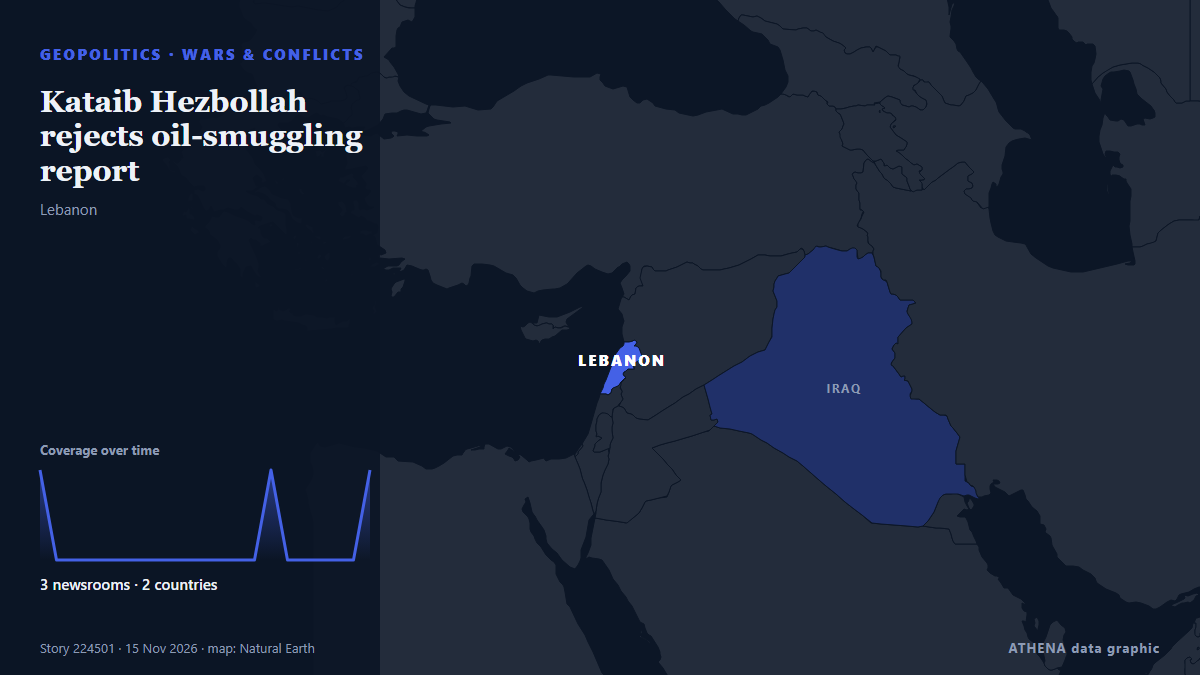 GEOPOLITICS · WARS & CONFLICTS
Kataib Hezbollah
rejects oil-smuggling
report
Lebanon
LEBANON
IRAQ
Coverage over time
3 newsrooms · 2 countries
Story 224501 · 15 Nov 2026 · map: Natural Earth
ATHENA data graphic